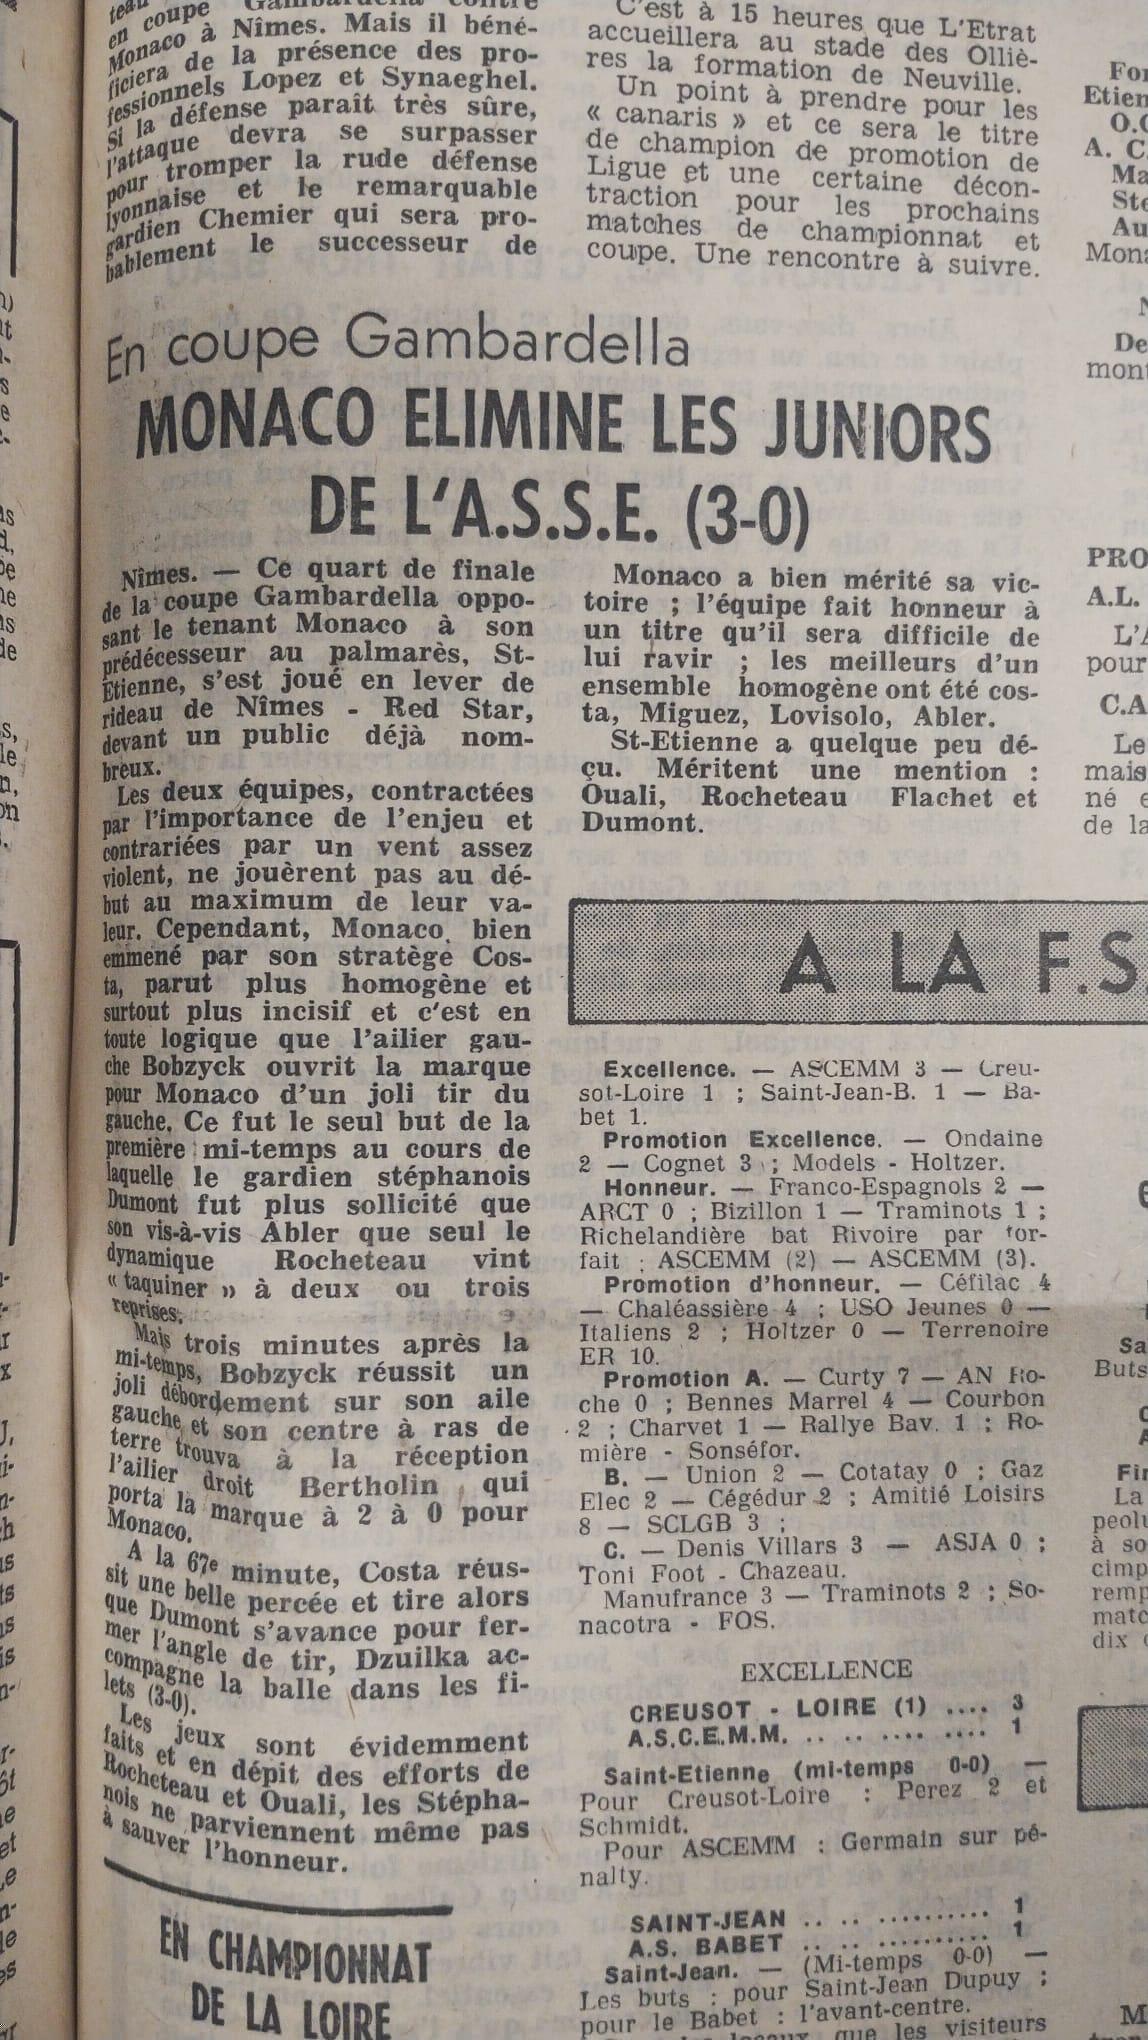 en coupe Gambardella contre
Monaco à Nîmes. Mais il béné-
ficiera de la présence des pro-
fessionnels Lopez et Synaeghel.
Si la défense paraît très sûre,
l'attaque devra se surpasser
pour tromper la rude défense
lyonnaise et le remarquable
gardien Chemier qui sera pro-
bablement le successeur de
C'est à 15 heures que L'Etrat
accueillera au stade des Olliè-
res la formation de Neuville.
Un point à prendre pour les
« canaris » et ce sera le titre
de champion de promotion de
Ligue et une certaine décon-
traction pour les prochains
matches de championnat et
coupe. Une rencontre à suivre.
En coupe Gambardella
MONACO ELIMINE LES JUNIORS
DE L'A.S.S.E. (3-0)
Nîmes. — Ce quart de finale
de la coupe Gambardella oppo-
sant le tenant Monaco à son
prédécesseur au palmarès, St-
Etienne, s'est joué en lever de
rideau de Nîmes - Red Star,
devant un public déjà nom-
breux.
Les deux équipes, contractées
par l'importance de l'enjeu et
contrariées par un vent assez
violent, ne jouèrent pas au dé-
but au maximum de leur va-
leur. Cependant, Monaco, bien
emmené par son stratège Cos-
ta, parut plus homogène et
surtout plus incisif et c'est en
toute logique que l'ailier gau-
che Bobzyck ouvrit la marque
pour Monaco d'un joli tir du
gauche. Ce fut le seul but de la
première mi-temps au cours de
laquelle le gardien stéphanois
Dumont fut plus sollicité que
son vis-à-vis Abler que seul le
dynamique Rocheteau vint
« taquiner » à deux ou trois
reprises.
Mais trois minutes après la
mi-temps, Bobzyck réussit un
joli débordement sur son aile
gauche et son centre à ras de
terre trouva à la réception
l'ailier droit Bertholin qui
porta la marque à 2 à 0 pour
Monaco.
A la 67e minute, Costa réus-
sit une belle percée et tire alors
que Dumont s'avance pour fer-
mer l'angle de tir, Dzuilka ac-
compagne la balle dans les fi-
lets (3-0).
Les jeux sont évidemment
faits et en dépit des efforts de
Rocheteau et Ouali, les Stépha-
nois ne parviennent même pas
à sauver l'honneur.
Monaco a bien mérité sa vic-
toire ; l'équipe fait honneur à
un titre qu'il sera difficile de
lui ravir ; les meilleurs d'un
ensemble homogène ont été cos-
ta, Miguez, Lovisolo, Abler.
St-Etienne a quelque peu dé-
çu. Méritent une mention :
Ouali, Rocheteau Flachet et
Dumont.
EN CHAMPIONNAT
DE LA LOIRE
A LA F.S.
Excellence. — ASCEMM 3 — Creu-
sot-Loire 1 ; Saint-Jean-B. 1 — Ba-
bet 1.
Promotion Excellence. — Ondaine
2 — Cognet 3 ; Models - Holtzer.
Honneur. — Franco-Espagnols 2 —
ARCT 0 ; Bizillon 1 — Traminots 1 ;
Richelandière bat Rivoire par for-
fait ; ASCEMM (2) — ASCEMM (3).
Promotion d'honneur. — Céfilac 4
— Chaléassière 4 ; USO Jeunes 0 —
Italiens 2 ; Holtzer 0 — Terrenoire
ER 10.
Promotion A. — Curty 7 — AN Ro-
che 0 ; Bennes Marrel 4 — Courbon
2 ; Charvet 1 — Rallye Bav. 1 ; Ro-
mière - Sonséfor.
B. — Union 2 — Cotatay 0 ; Gaz
Elec 2 — Cégédur 2 ; Amitié Loisirs
8 — SCLGB 3 ;
C. — Denis Villars 3 — ASJA 0 ;
Toni Foot - Chazeau.
Manufrance 3 — Traminots 2 ; So-
nacotra - FOS.
EXCELLENCE
CREUSOT - LOIRE (1) .... 3
A.S.C.E.M.M. .. .. .... .... 1
Saint-Etienne (mi-temps 0-0) —
Pour Creusot-Loire : Perez 2 et
Schmidt.
Pour ASCEMM : Germain sur pé-
nalty.
SAINT-JEAN .. .. .......... 1
A.S. BABET .. .. .......... 1
Saint-Jean. — (Mi-temps 0-0) —
Les buts : pour Saint-Jean Dupuy ;
pour le Babet : l'avant-centre.
que les visiteurs